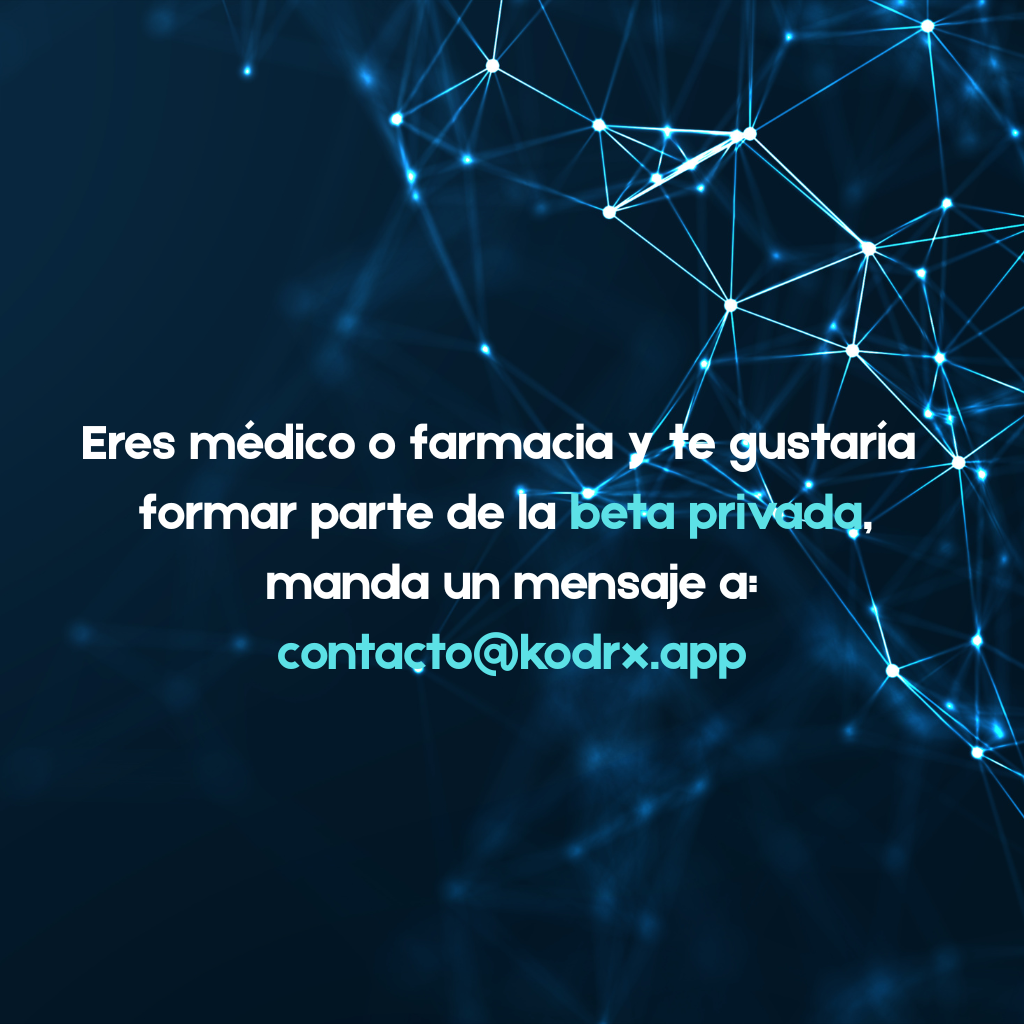 Eres médico o farmacia y te gustaría
formar parte de la beta privada,
manda un mensaje a:
contacto@kodrx.app